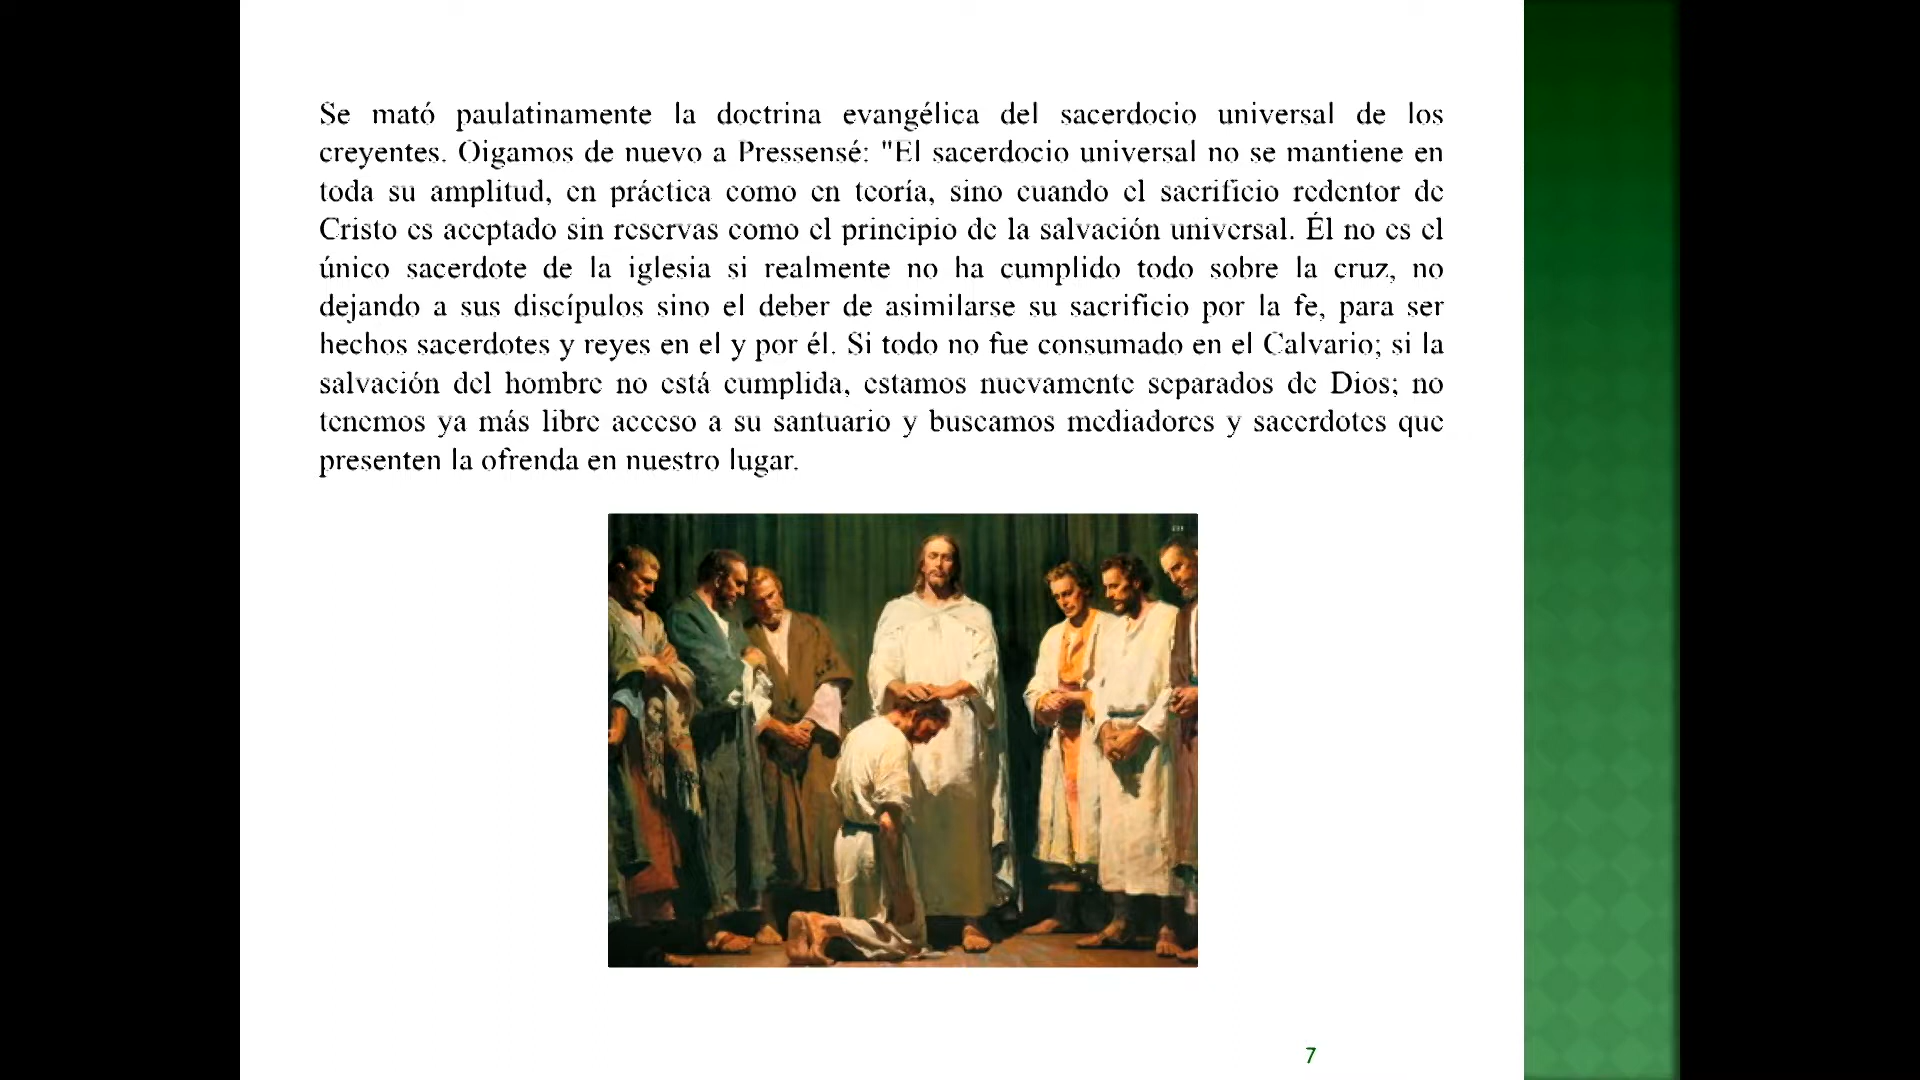 Se mató paulatinamente la doctrina evangélica del sacerdocio universal de los
creyentes. Oigamos de nuevo a Pressensé: "El sacerdocio universal no se mantiene en
toda su amplitud, en práctica como en teoría, sino cuando el sacrificio redentor de
Cristo es aceptado sin reservas como el principio de la salvación universal. Él no es el
único sacerdote de la iglesia si realmente no ha cumplido todo sobre la cruz, no
dejando a sus discípulos sino el deber de asimilarse su sacrificio por la fe, para ser
hechos sacerdotes y reyes en el y por él. Si todo no fue consumado en el Calvario; si la
salvación del hombre no está cumplida, estamos nuevamente separados de Dios; no
tenemos ya más libre acceso a su santuario y buscamos mediadores y sacerdotes que
presenten la ofrenda en nuestro lugar.
7